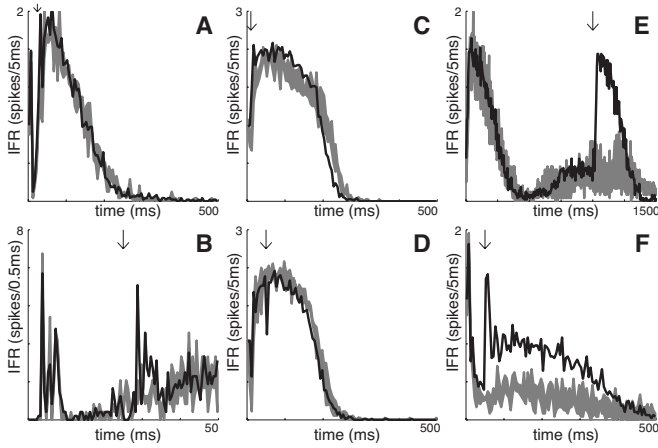 2
IFR (spikes/5ms)
A
time (ms)
500
3
IFR (spikes/5ms)
C
time (ms)
500
2
IFR (spikes/5ms)
E
time (ms)
1500
8
IFR (spikes/0.5ms)
B
time (ms)
50
3
IFR (spikes/5ms)
D
time (ms)
500
2
IFR (spikes/5ms)
F
time (ms)
500